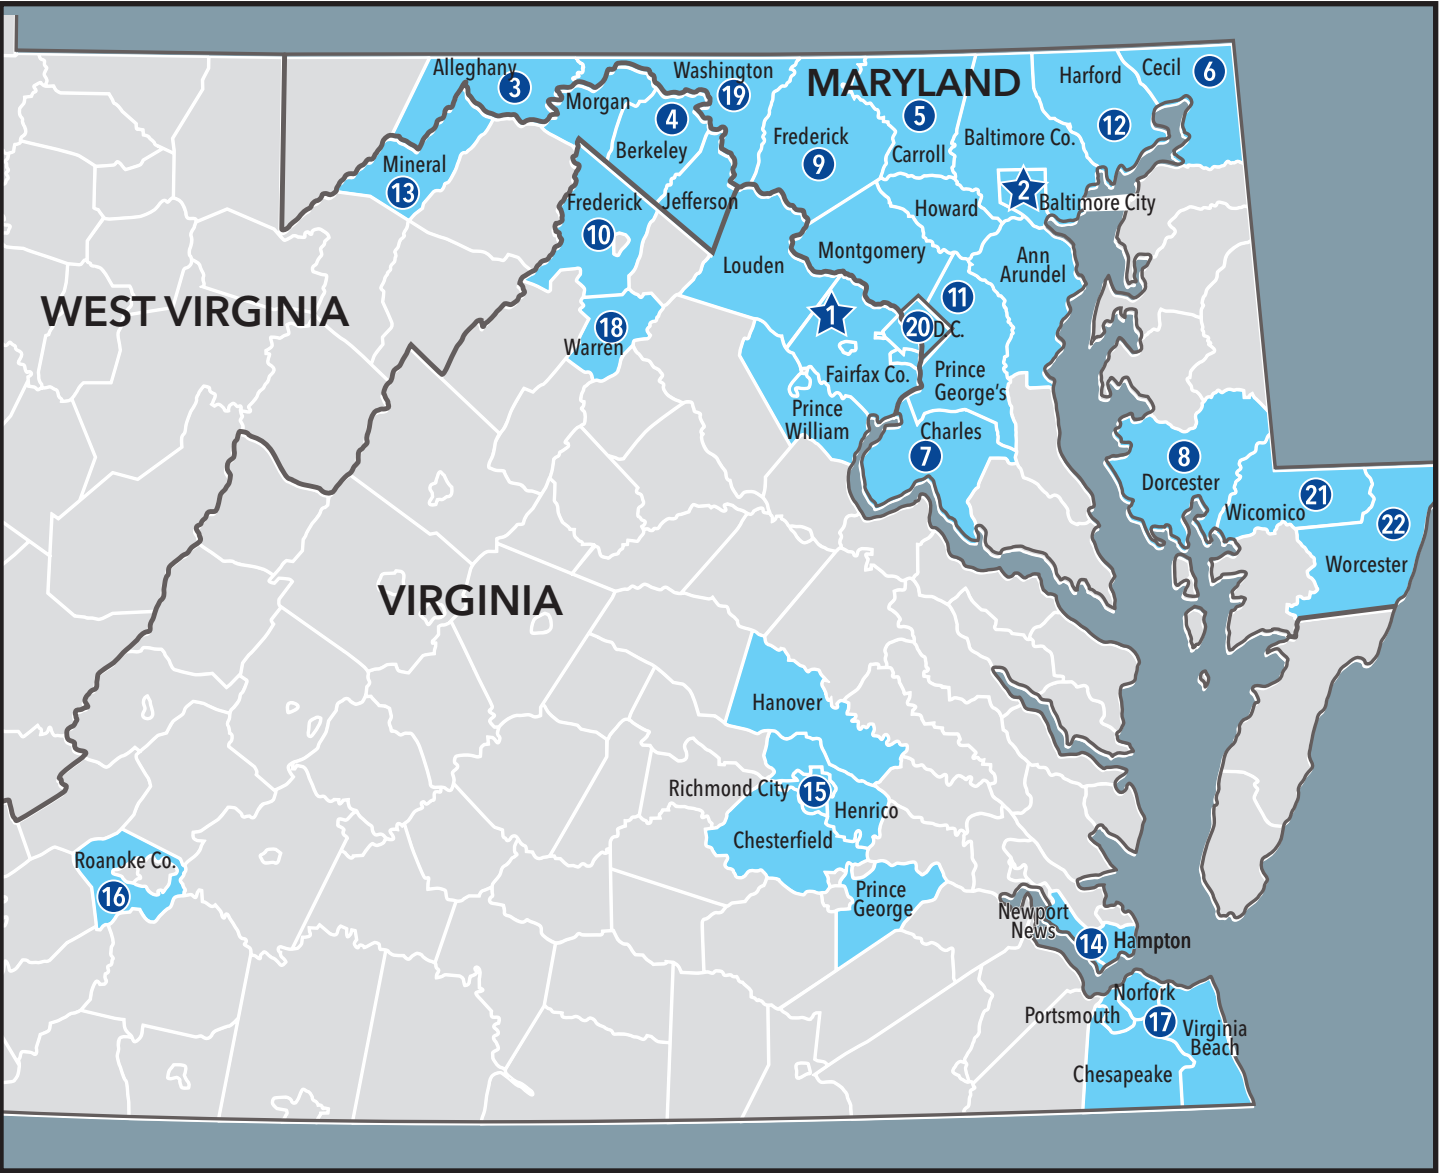 Alleghany
3
Morgan
Washington
19
4
Berkeley
Mineral
13
MARYLAND
Frederick
9
5
Carroll
Baltimore Co.
Harford
12
Cecil
6
2
Baltimore City
Frederick
10
Jefferson
Howard
Montgomery
Louden
Ann
Arundel
WEST VIRGINIA
18
Warren
1
11
20
D.C.
Fairfax Co.
Prince
George's
Prince
William
Charles
7
8
Dorcester
21
Wicomico
22
Worcester
VIRGINIA
Hanover
Richmond City
15
Henrico
Chesterfield
Roanoke Co.
16
Prince
George
Newport
News
14
Hampton
Norfork
Portsmouth
17
Virginia
Beach
Chesapeake